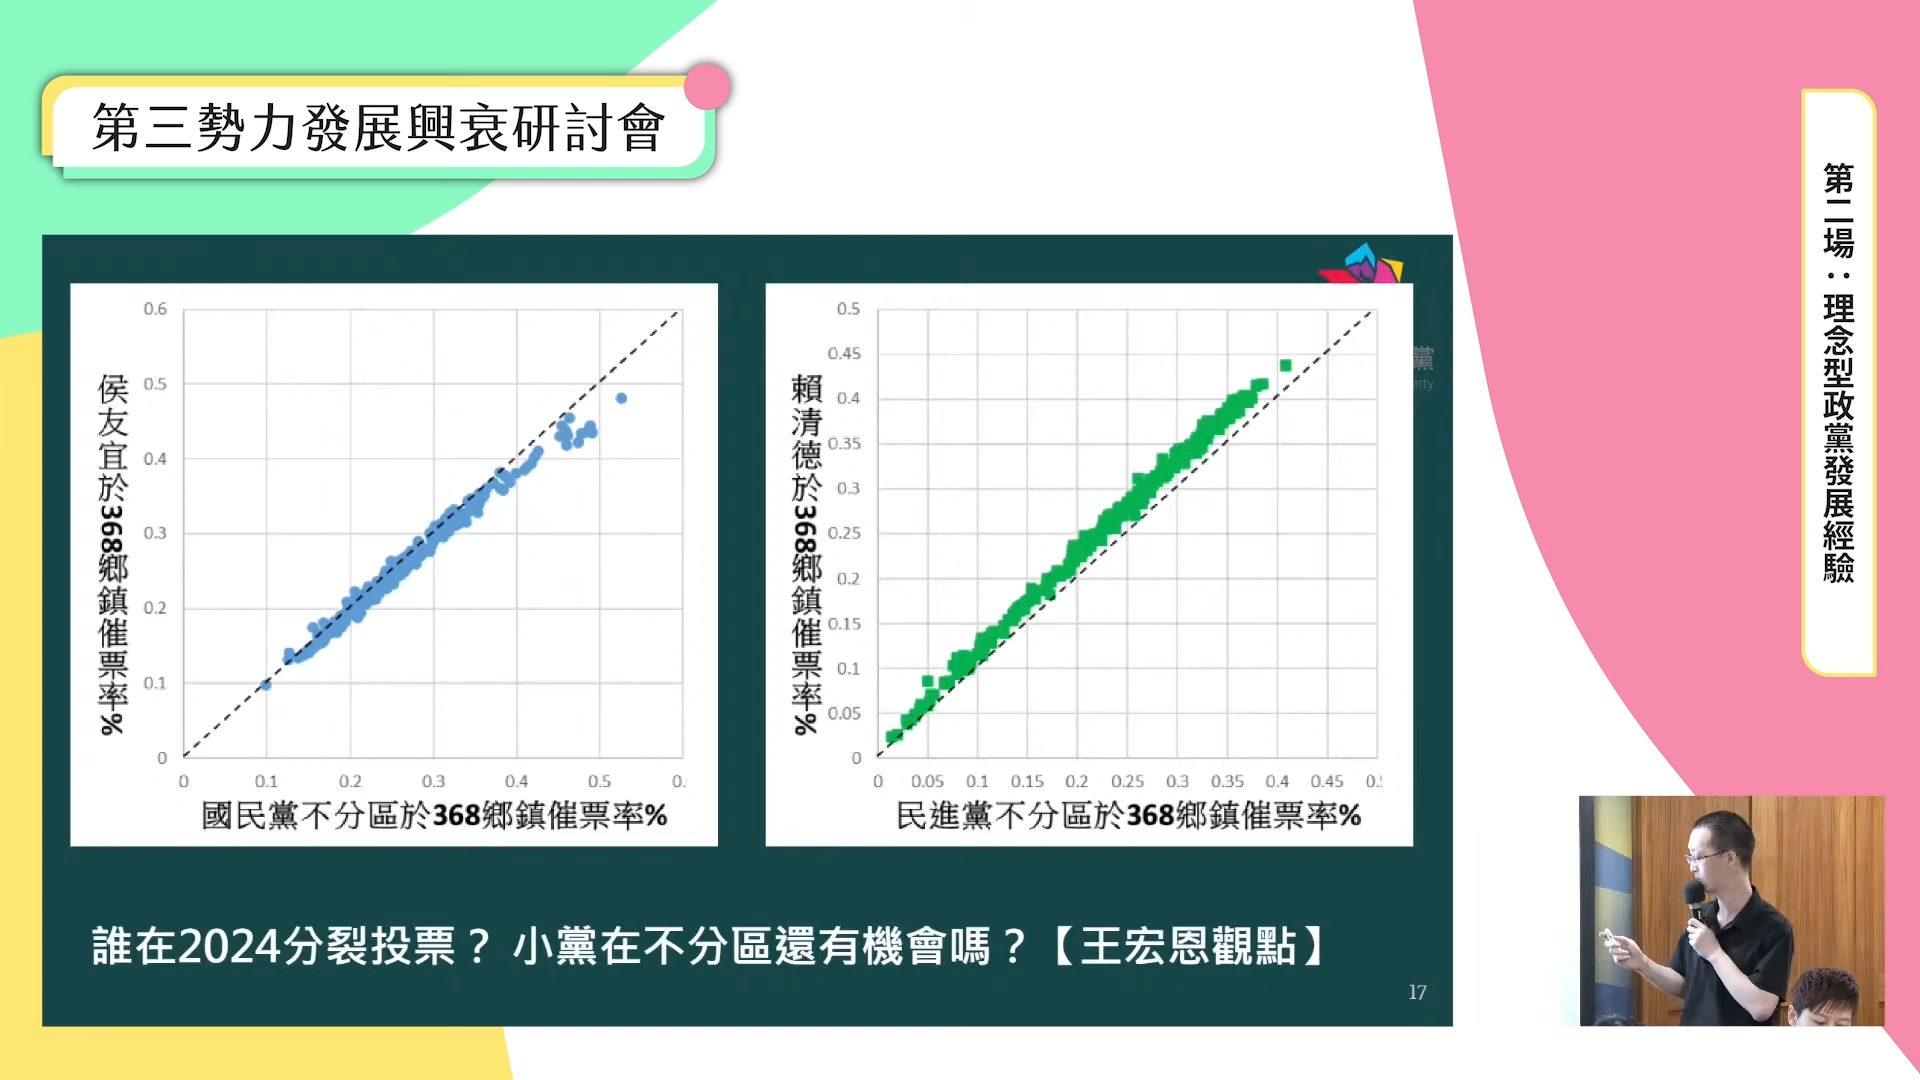 第三勢力發展興衰研討會
第二場：理念型政黨發展經驗
侯友宜於368鄉鎮催票率%
0.6
0.5
0.4
0.3
0.2
0.1
0
0 0.1 0.2 0.3 0.4 0.5 0.
國民黨不分區於368鄉鎮催票率%
賴清德於368鄉鎮催票率%
0.5
0.45
0.4
0.35
0.3
0.25
0.2
0.15
0.1
0.05
0
0 0.05 0.1 0.15 0.2 0.25 0.3 0.35 0.4 0.45 0.5
民進黨不分區於368鄉鎮催票率%
黨
arty
誰在2024分裂投票？ 小黨在不分區還有機會嗎？【王宏恩觀點】
17